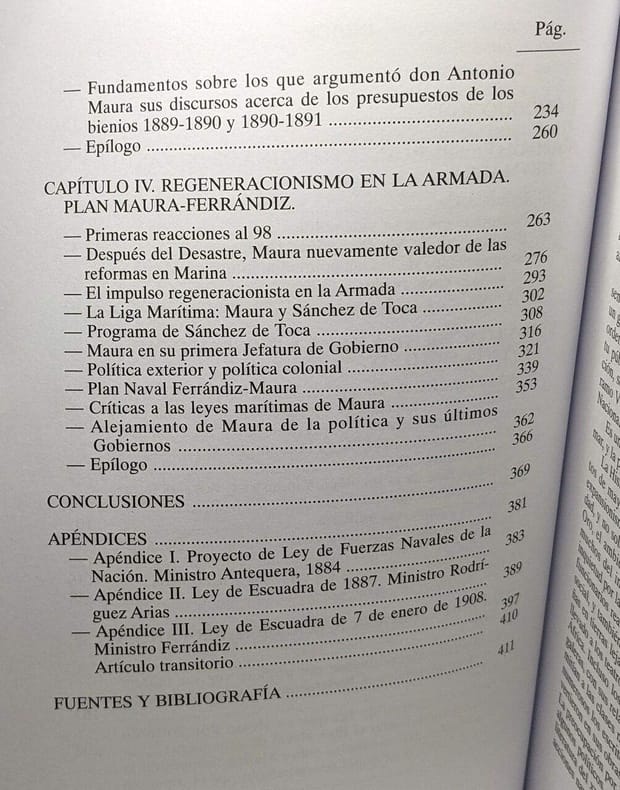 Pág.
— Fundamentos sobre los que argumentó don Antonio
Maura sus discursos acerca de los presupuestos de los
bienios 1889-1890 y 1890-1891 ........................ 234
— Epílogo ........................ 260
CAPÍTULO IV. REGENERACIONISMO EN LA ARMADA.
PLAN MAURA-FERRÁNDIZ.
— Primeras reacciones al 98 ........................ 263
— Después del Desastre, Maura nuevamente valedor de las
reformas en Marina ........................ 276
— El impulso regeneracionista en la Armada ........................ 293
— La Liga Marítima: Maura y Sánchez de Toca ........................ 302
— Programa de Sánchez de Toca ........................ 308
— Maura en su primera Jefatura de Gobierno ........................ 316
— Política exterior y política colonial ........................ 321
— Plan Naval Ferrándiz-Maura ........................ 339
— Críticas a las leyes marítimas de Maura ........................ 353
— Alejamiento de Maura de la política y sus últimos
Gobiernos ........................ 362
— Epílogo ........................ 366
CONCLUSIONES ........................ 369
APÉNDICES ........................ 381
— Apéndice I. Proyecto de Ley de Fuerzas Navales de la
Nación. Ministro Antequera, 1884 ........................ 383
— Apéndice II. Ley de Escuadra de 1887. Ministro Rodrí-
guez Arias ........................ 389
— Apéndice III. Ley de Escuadra de 7 de enero de 1908.
Ministro Ferrándiz ........................ 397
Artículo transitorio ........................ 410
FUENTES Y BIBLIOGRAFÍA ........................ 411